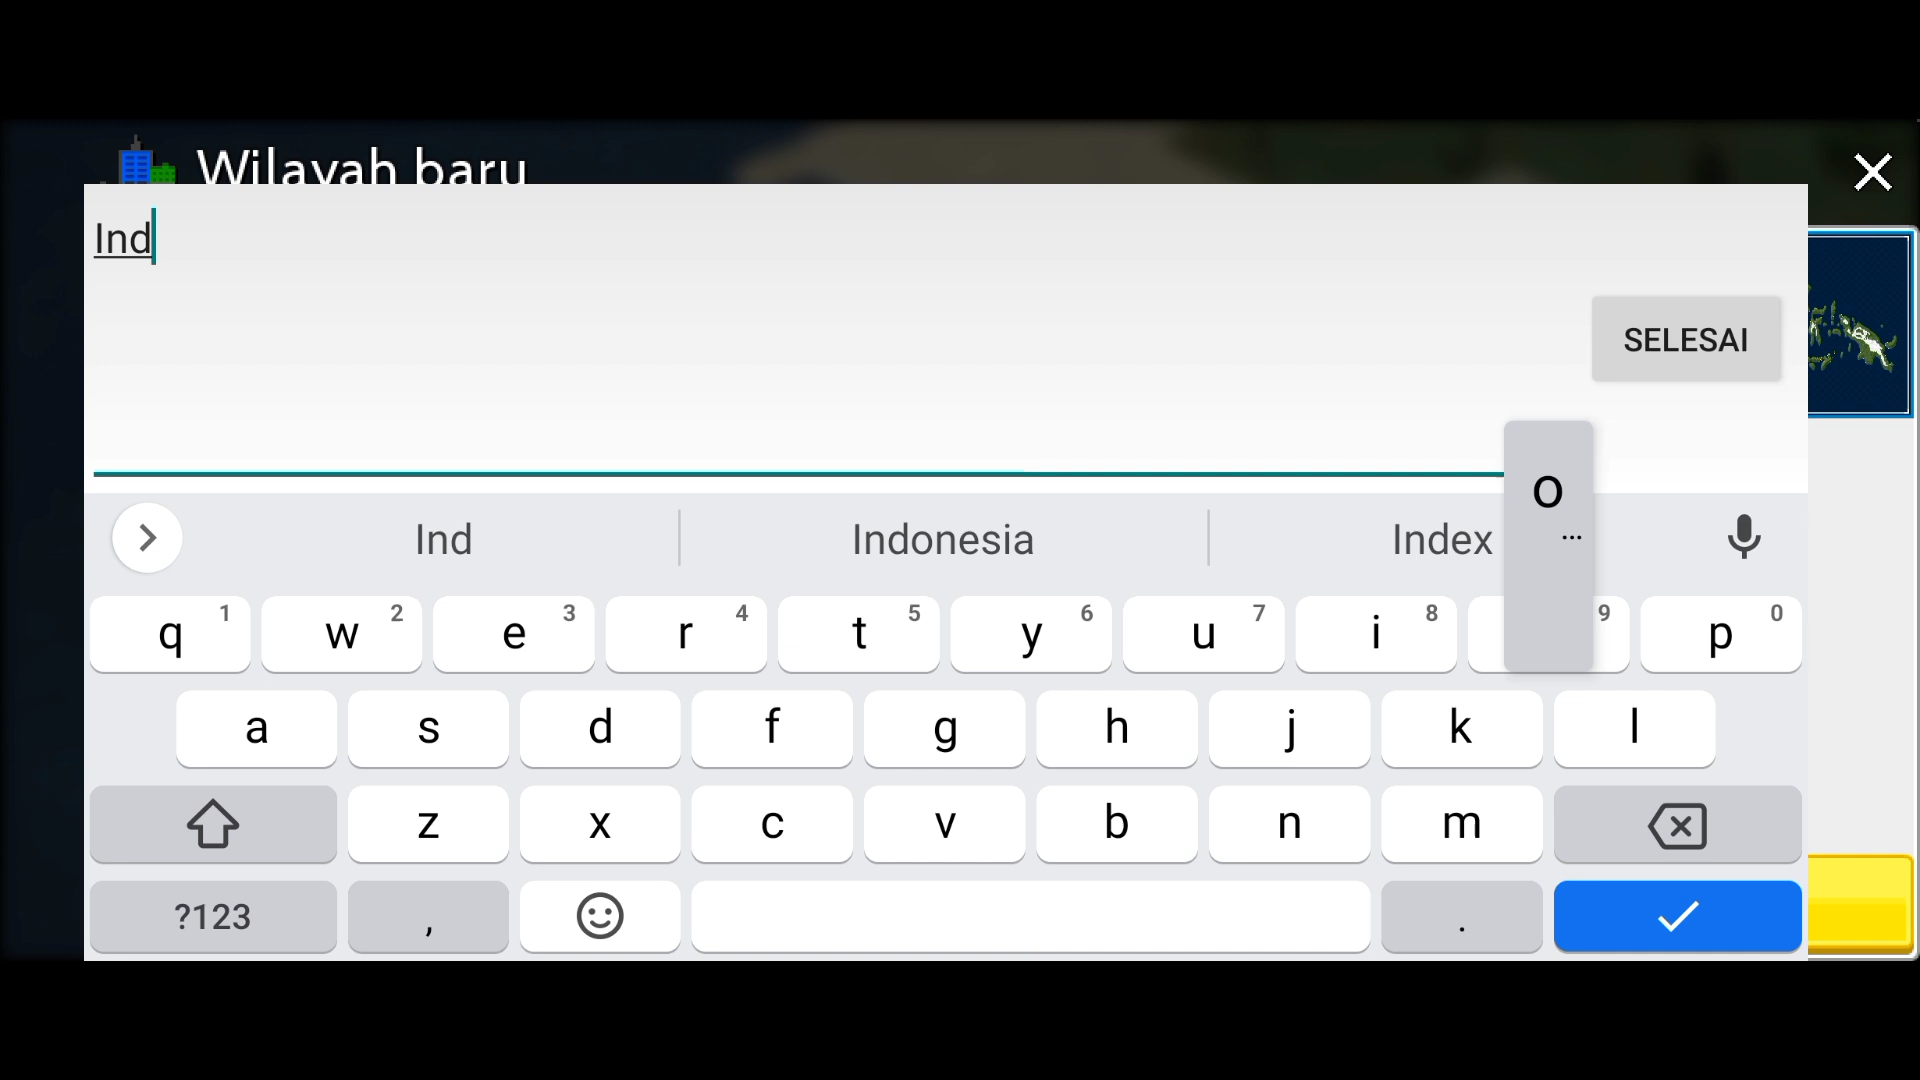 Wilayah baru
Ind
SELESAI
Ind Indonesia Index
o
...
q 1 w 2 e 3 r 4 t 5 y 6 u 7 i 8 9 p 0
a s d f g h j k l
z x c v b n m
?123 , .